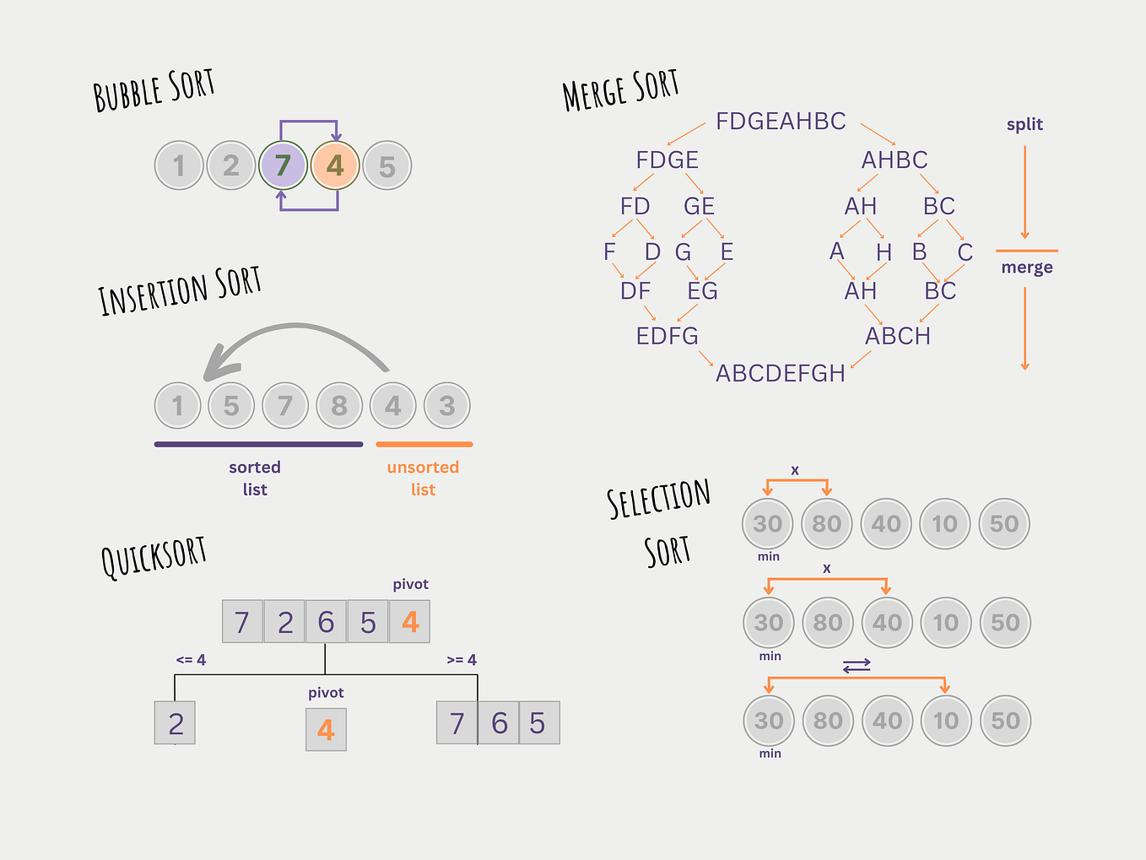 Bubble Sort
1 2 7 4 5
Insertion Sort
1 5 7 8 4 3
sorted
list
unsorted
list
Quicksort
pivot
7 2 6 5 4
<= 4
>= 4
pivot
2
4
7 6 5
Merge Sort
FDGEAHBC
split
FDGE AHBC
FD GE AH BC
F D G E A H B C
merge
DF EG AH BC
EDFG ABCH
ABCDEFGH
Selection
Sort
x
30 80 40 10 50
min
x
30 80 40 10 50
min
30 80 40 10 50
min